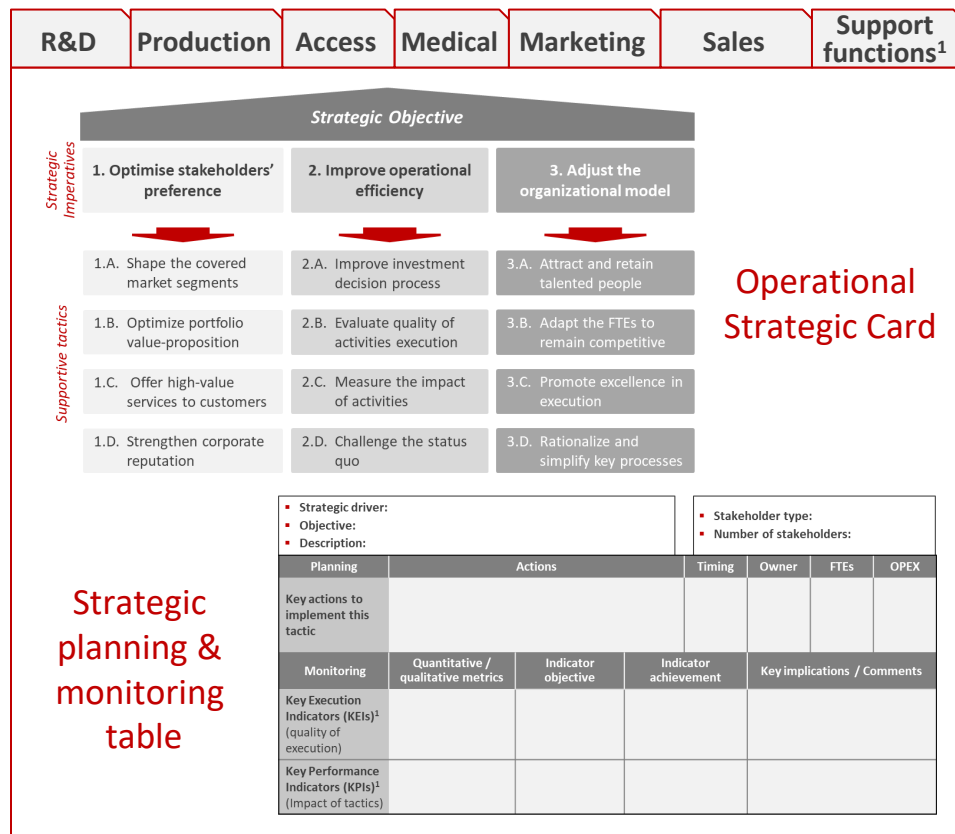 R&D
Production
Access
Medical
Marketing
Sales
Support
functions¹
Strategic Objective
Strategic
Imperatives
1. Optimise stakeholders'
preference
2. Improve operational
efficiency
3. Adjust the
organizational model
Supportive tactics
1.A. Shape the covered
market segments
2.A. Improve investment
decision process
3.A. Attract and retain
talented people
1.B. Optimize portfolio
value-proposition
2.B. Evaluate quality of
activities execution
3.B. Adapt the FTEs to
remain competitive
1.C. Offer high-value
services to customers
2.C. Measure the impact
of activities
3.C. Promote excellence in
execution
1.D. Strengthen corporate
reputation
2.D. Challenge the status
quo
3.D. Rationalize and
simplify key processes
Operational
Strategic Card
Strategic
planning &
monitoring
table
▪ Strategic driver:
▪ Objective:
▪ Description:
▪ Stakeholder type:
▪ Number of stakeholders:
Planning
Actions
Timing
Owner
FTEs
OPEX
Key actions to
implement this
tactic
Monitoring
Quantitative /
qualitative metrics
Indicator
objective
Indicator
achievement
Key implications / Comments
Key Execution
Indicators (KEIs)¹
(quality of
execution)
Key Performance
Indicators (KPIs)¹
(Impact of tactics)